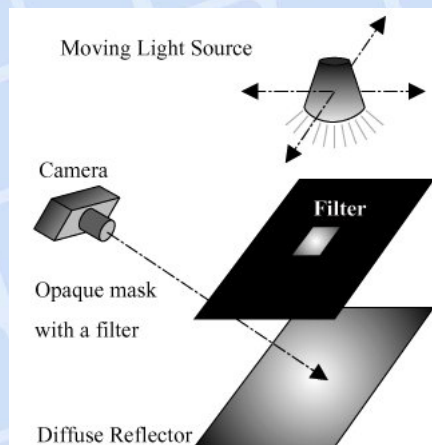 Moving Light Source
Camera
Filter
Opaque mask
with a filter
Diffuse Reflector